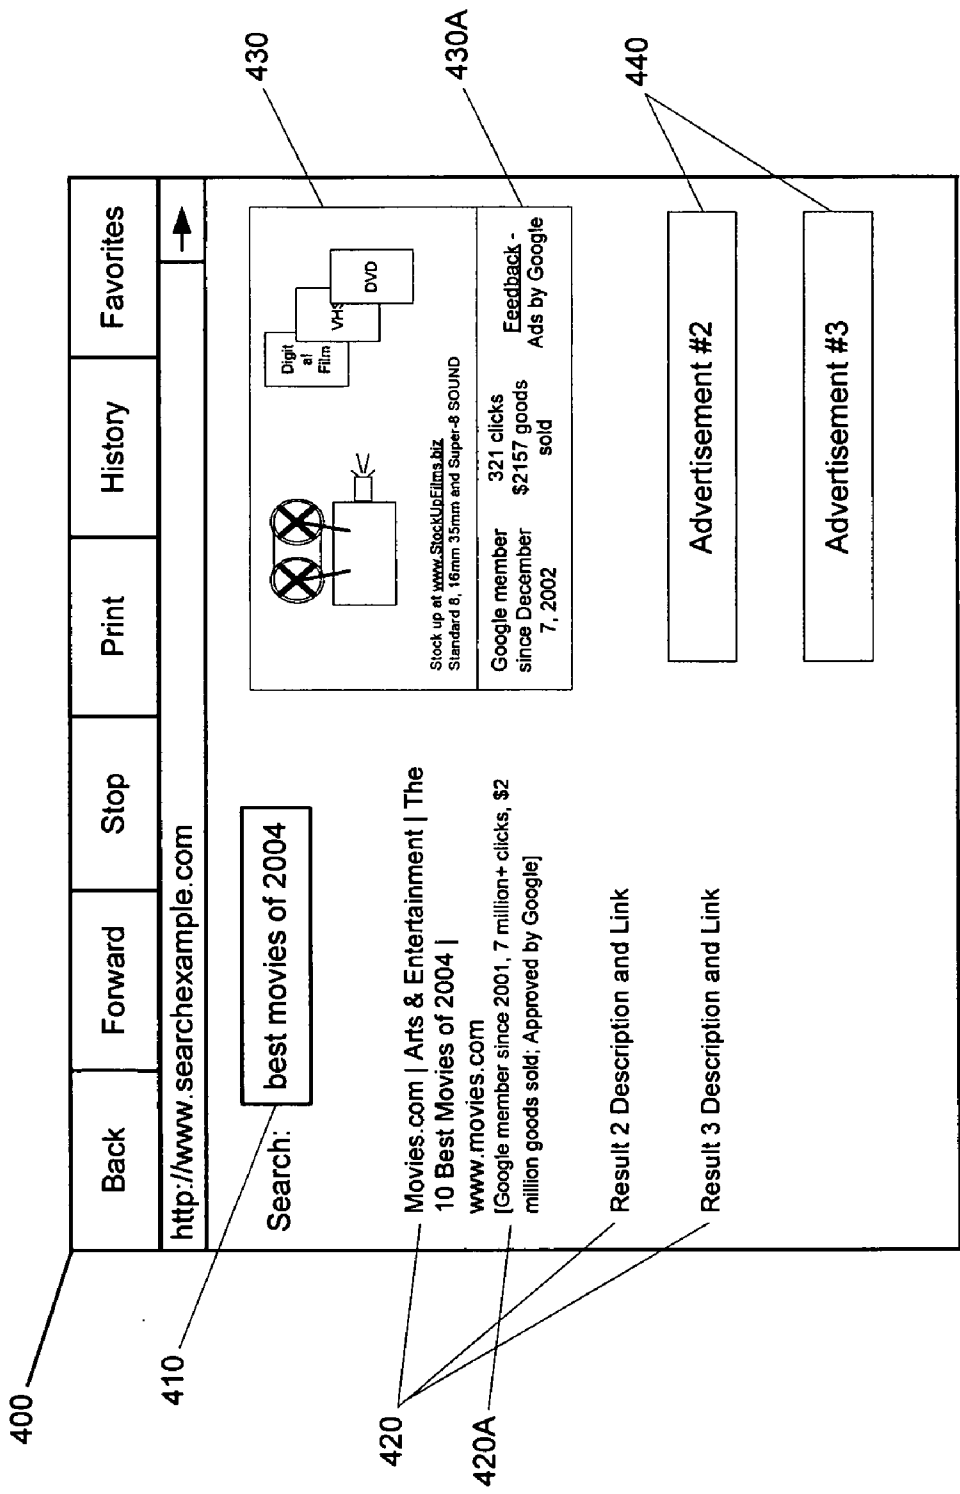 400
Back
Forward
Stop
Print
History
Favorites
http://www.searchexample.com
410
Search:
best movies of 2004
420
Movies.com | Arts & Entertainment | The
10 Best Movies of 2004 |
www.movies.com
420A
[Google member since 2001, 7 million+ clicks, $2
million goods sold; Approved by Google]
Result 2 Description and Link
Result 3 Description and Link
430
Digit
al
Film
VHS
DVD
Stock up at www.StockUpFilms.biz
Standard 8, 16mm 35mm and Super-8 SOUND
430A
Google member
since December
7, 2002
321 clicks
$2157 goods
sold
Feedback -
Ads by Google
440
Advertisement #2
Advertisement #3